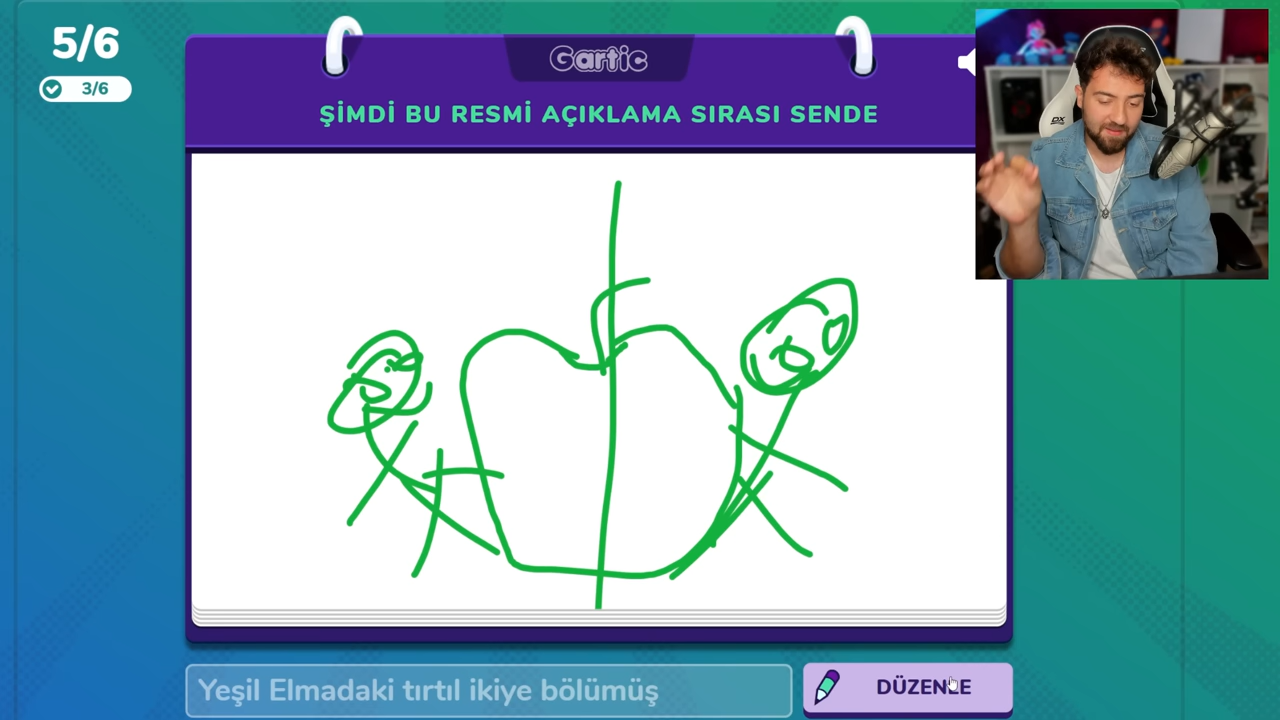 5/6
3/6
Gartic
ŞİMDİ BU RESMİ AÇIKLAMA SIRASI SENDE
Yeşil Elmadaki tırtıl ikiye bölümüş
DÜZENLE